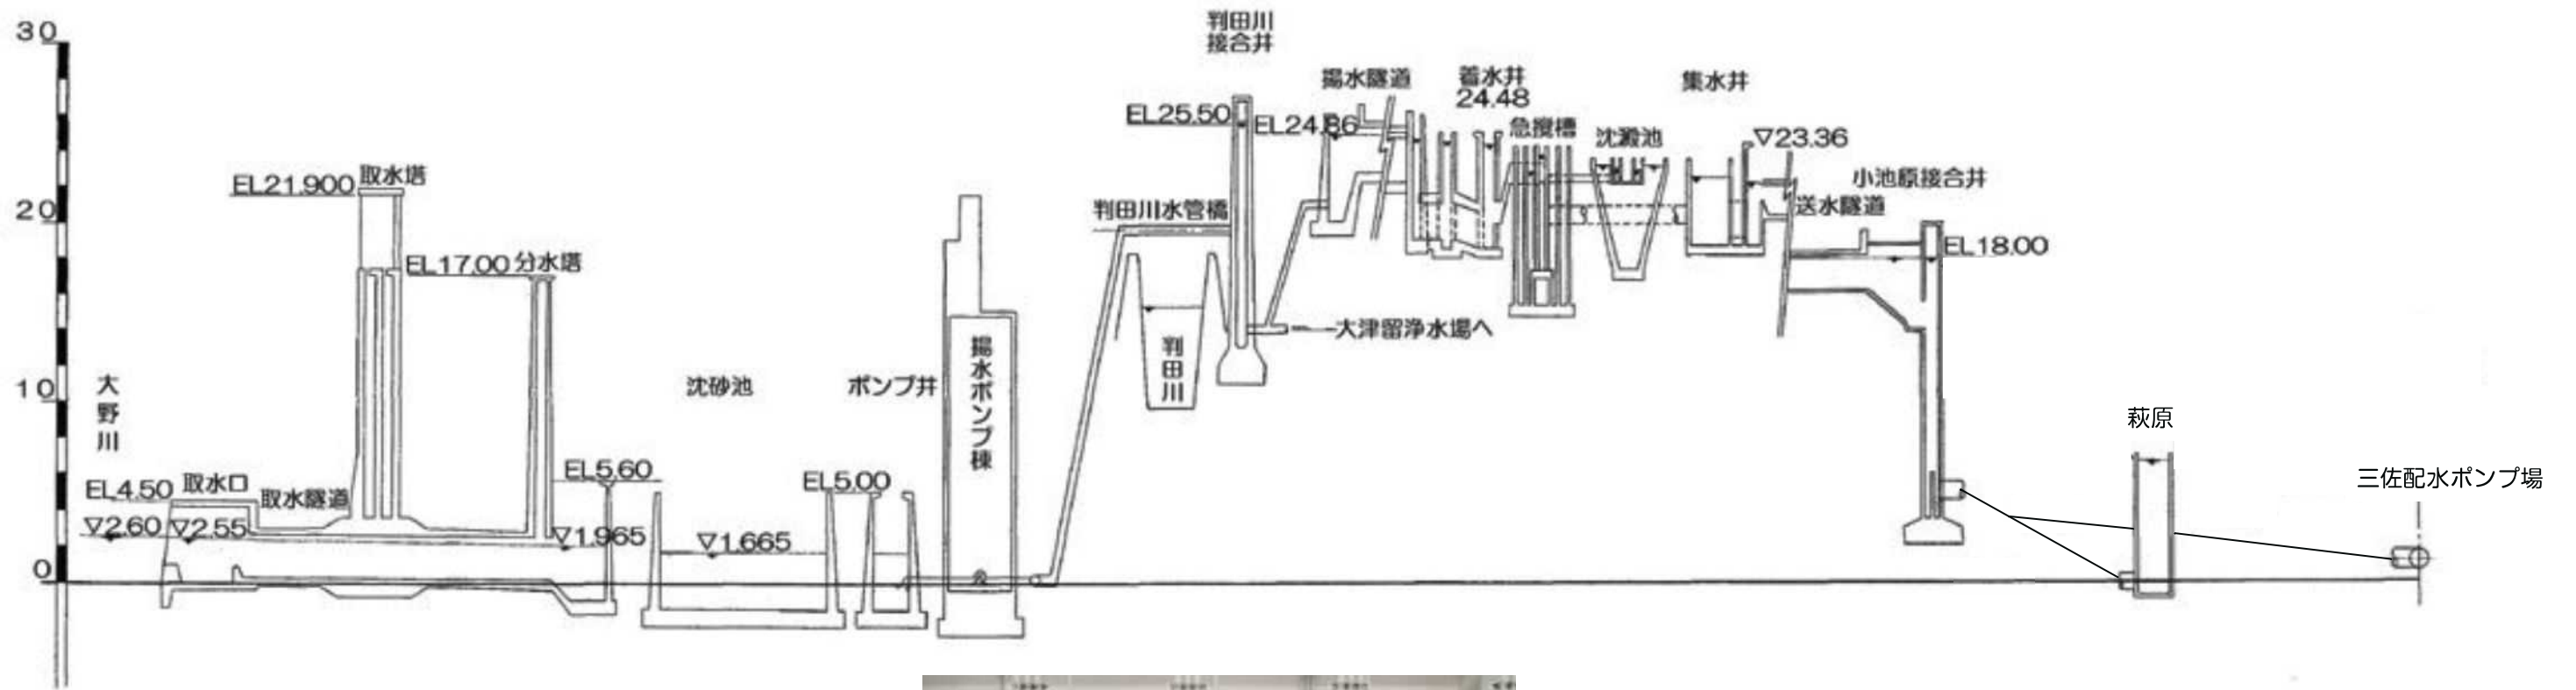 30
20
10
0
大野川
EL4.50
取水口
▽2.60
▽2.55
取水隧道
EL21.900
取水塔
EL17.00
分水塔
EL5.60
▽1.965
沈砂池
▽1.665
EL5.00
ポンプ井
揚水ポンプ棟
判田川水管橋
判田川
判田川
接合井
EL25.50
EL24.86
大津留浄水場へ
揚水隧道
着水井
24.48
急攪槽
沈澱池
集水井
▽23.36
小池原接合井
送水隧道
EL18.00
萩原
三佐配水ポンプ場